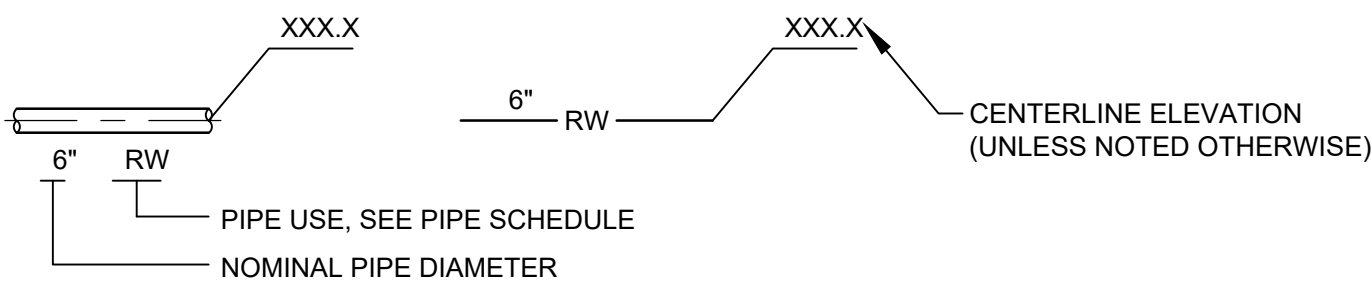 XXX.X
XXX.X
6"
RW
CENTERLINE ELEVATION
(UNLESS NOTED OTHERWISE)
6" RW
PIPE USE, SEE PIPE SCHEDULE
NOMINAL PIPE DIAMETER